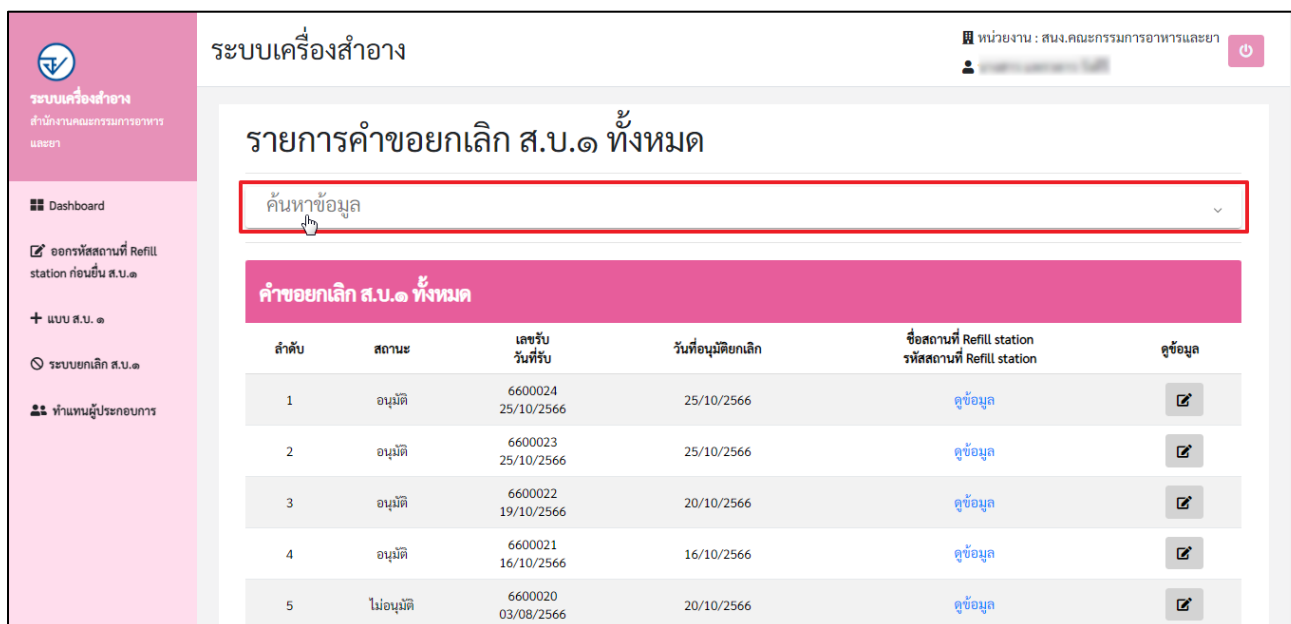 ระบบเครื่องสำอาง
สำนักงานคณะกรรมการอาหาร
และยา
Dashboard
ออกรหัสสถานที่ Refill
station ก่อนยื่น ส.บ.๑
แบบ ส.บ. ๑
ระบบยกเลิก ส.บ.๑
ทำแทนผู้ประกอบการ
ระบบเครื่องสำอาง
หน่วยงาน : สนง.คณะกรรมการอาหารและยา
รายการคำขอยกเลิก ส.บ.๑ ทั้งหมด
ค้นหาข้อมูล
คำขอยกเลิก ส.บ.๑ ทั้งหมด
ลำดับ สถานะ เลขรับ วันที่อนุมัติยกเลิก ชื่อสถานที่ Refill station ดูข้อมูล
วันที่รับ รหัสสถานที่ Refill station
1 อนุมัติ 6600024 25/10/2566 ดูข้อมูล
25/10/2566
2 อนุมัติ 6600023 25/10/2566 ดูข้อมูล
25/10/2566
3 อนุมัติ 6600022 20/10/2566 ดูข้อมูล
19/10/2566
4 อนุมัติ 6600021 16/10/2566 ดูข้อมูล
16/10/2566
5 ไม่อนุมัติ 6600020 20/10/2566 ดูข้อมูล
03/08/2566